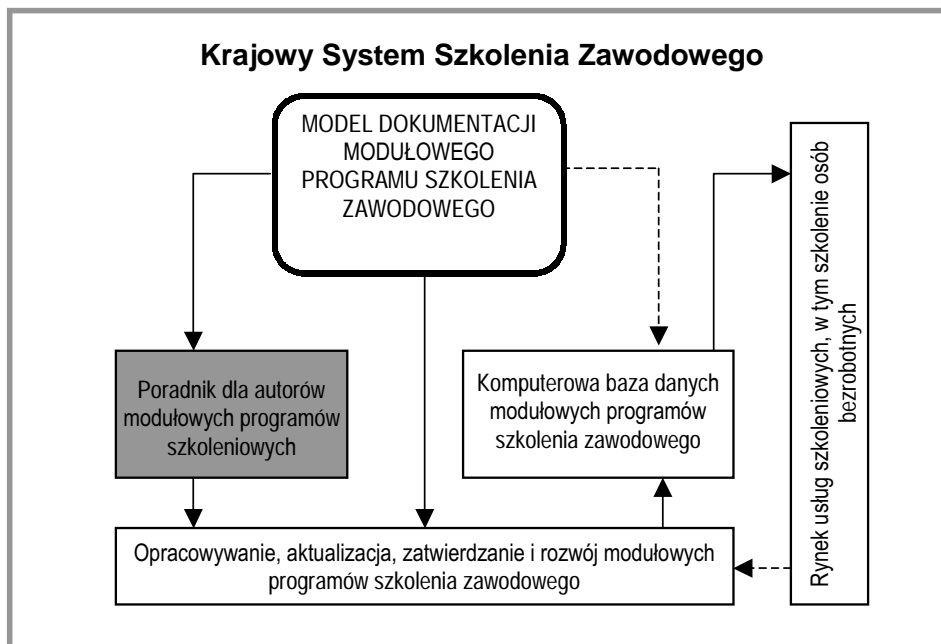 Krajowy System Szkolenia Zawodowego
MODEL DOKUMENTACJI
MODUŁOWEGO
PROGRAMU SZKOLENIA
ZAWODOWEGO
Poradnik dla autorów
modułowych programów
szkoleniowych
Komputerowa baza danych
modułowych programów
szkolenia zawodowego
Rynek usług szkoleniowych, w tym szkolenie osób
bezrobotnych
Opracowywanie, aktualizacja, zatwierdzanie i rozwój modułowych
programów szkolenia zawodowego